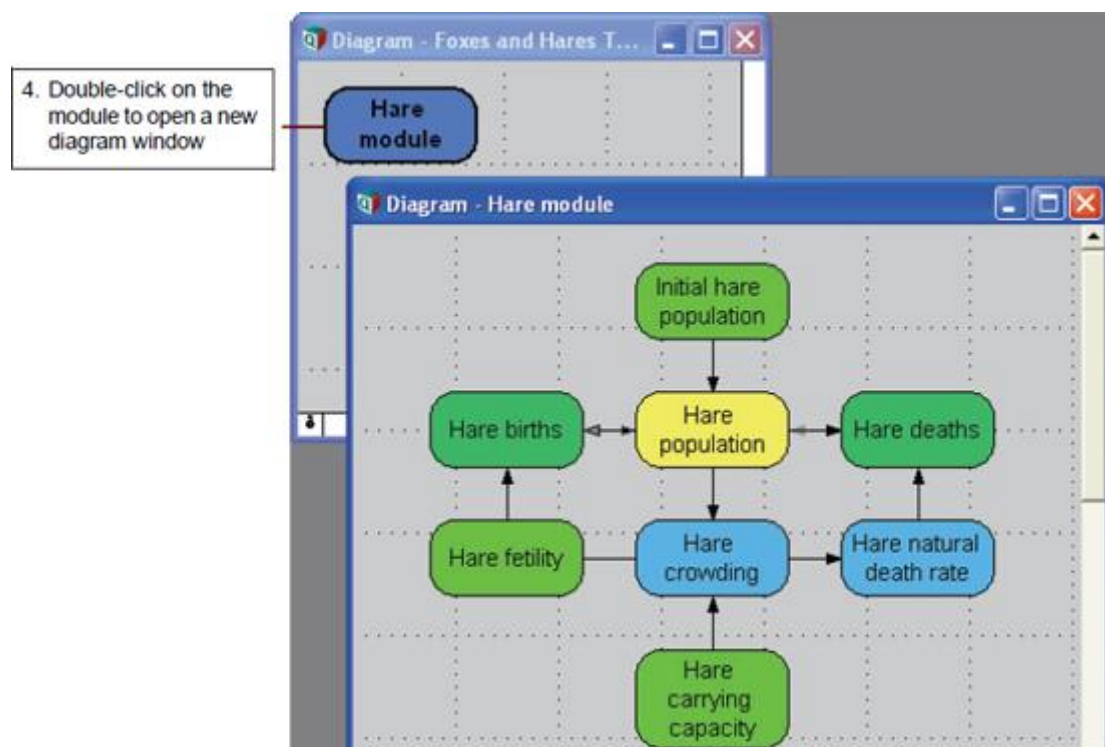 Diagram - Foxes and Hares T...
4. Double-click on the
module to open a new
diagram window
Hare
module
Diagram - Hare module
Initial hare
population
Hare births
Hare
population
Hare deaths
Hare fetility
Hare
crowding
Hare natural
death rate
Hare
carrying
capacity